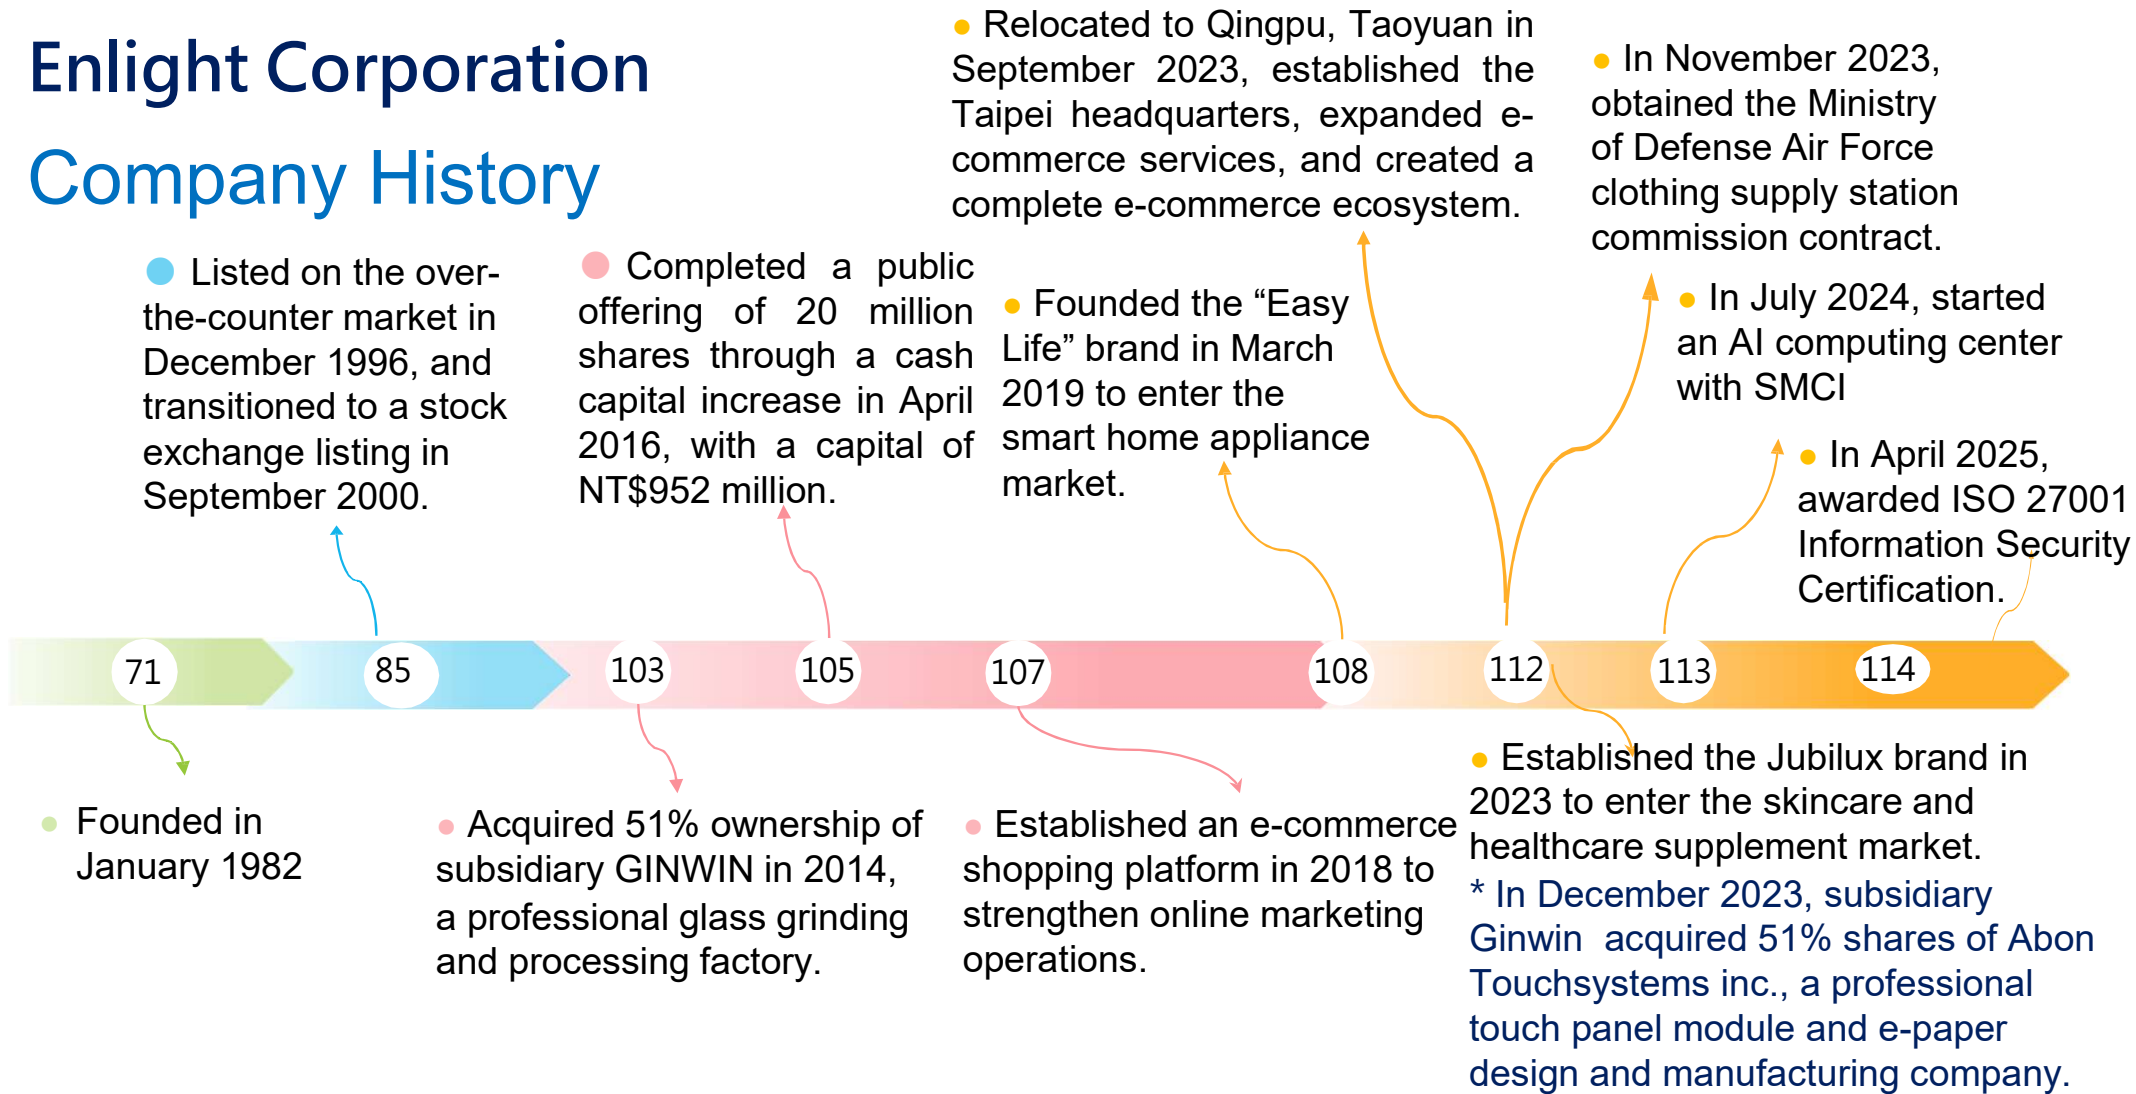 Enlight Corporation
Company History
● Listed on the over-
the-counter market in
December 1996, and
transitioned to a stock
exchange listing in
September 2000.
● Completed a public
offering of 20 million
shares through a cash
capital increase in April
2016, with a capital of
NT$952 million.
● Founded the “Easy
Life” brand in March
2019 to enter the
smart home appliance
market.
● Relocated to Qingpu, Taoyuan in
September 2023, established the
Taipei headquarters, expanded e-
commerce services, and created a
complete e-commerce ecosystem.
● In November 2023,
obtained the Ministry
of Defense Air Force
clothing supply station
commission contract.
● In July 2024, started
an AI computing center
with SMCI
● In April 2025,
awarded ISO 27001
Information Security
Certification.
71 85 103 105 107 108 112 113 114
● Founded in
January 1982
● Acquired 51% ownership of
subsidiary GINWIN in 2014,
a professional glass grinding
and processing factory.
● Established an e-commerce
shopping platform in 2018 to
strengthen online marketing
operations.
● Established the Jubilux brand in
2023 to enter the skincare and
healthcare supplement market.
* In December 2023, subsidiary
Ginwin  acquired 51% shares of Abon
Touchsystems inc., a professional
touch panel module and e-paper
design and manufacturing company.